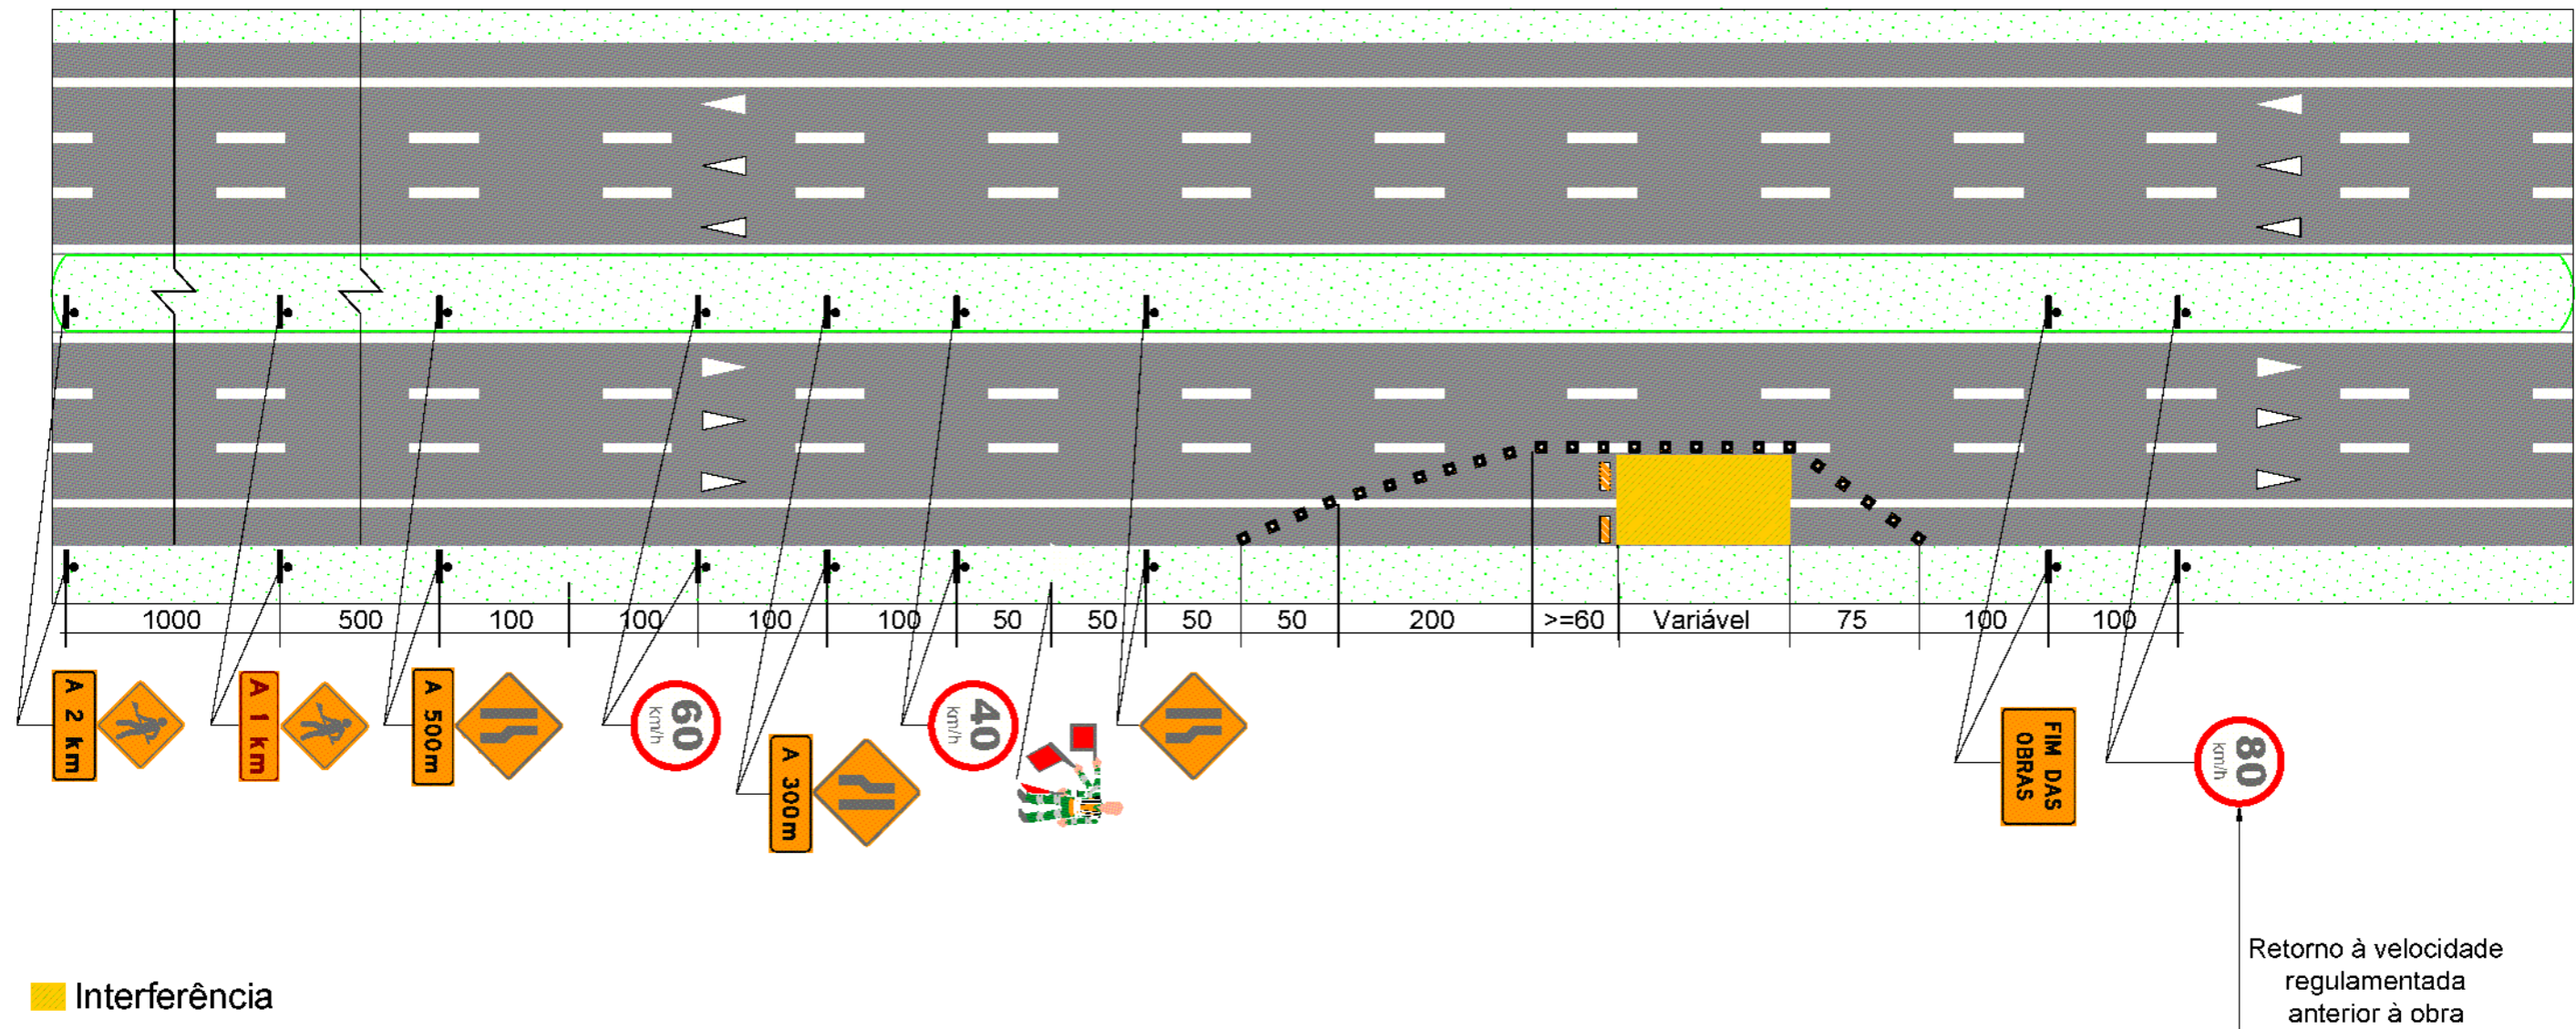 1000
500
100
100
100
100
50
50
50
50
200
>=60
Variável
75
100
100
A 2 km
A 1 km
A 500m
60
km/h
A 300m
40
km/h
FIM DAS
OBRAS
80
km/h
Retorno à velocidade
regulamentada
anterior à obra
Interferência